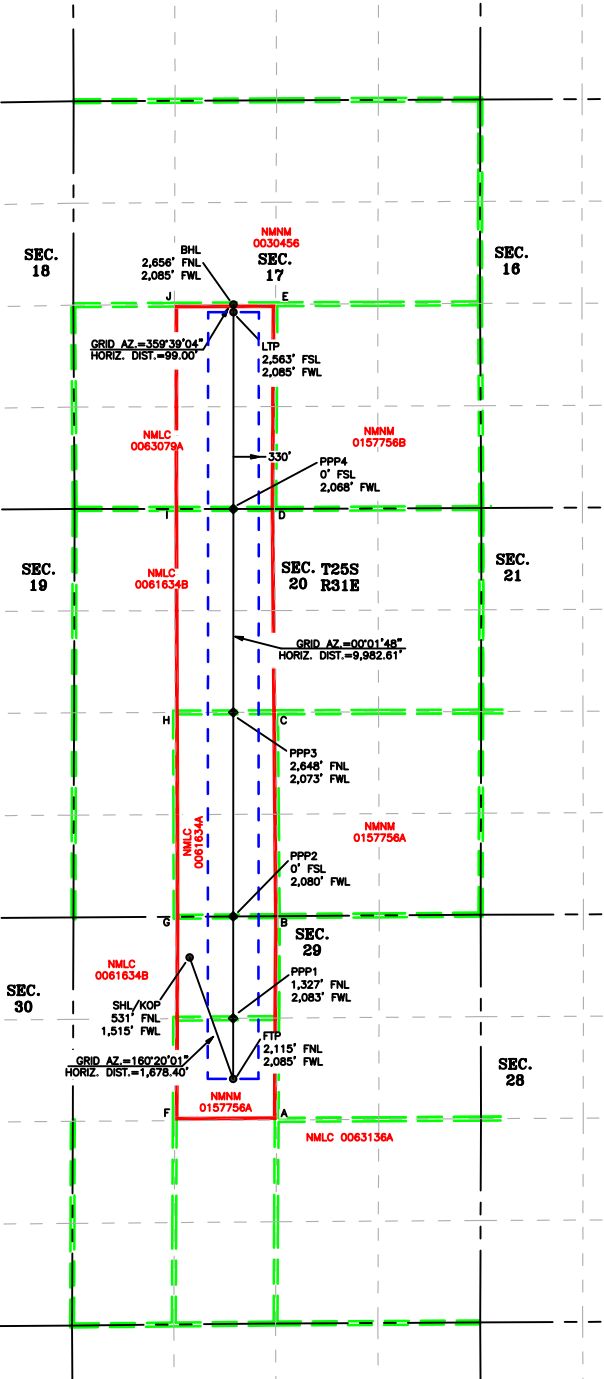 NMNM
0030456
SEC.
17
SEC.
18
SEC.
16
BHL
2,656' FNL
2,085' FWL
J
E
GRID AZ.=359°39'04"
HORIZ. DIST.=99.00'
LTP
2,563' FSL
2,085' FWL
NMLC
0063079A
NMNM
0157756B
330'
PPP4
0' FSL
2,068' FWL
I
D
SEC.
19
NMLC
0061634B
SEC. T25S
20 R31E
SEC.
21
GRID AZ.=00°01'48"
HORIZ. DIST.=9,982.61'
H
C
PPP3
2,648' FNL
2,073' FWL
NMLC
0061634A
NMNM
0157756A
PPP2
0' FSL
2,080' FWL
G
B
SEC.
29
NMLC
0061634B
SEC.
30
PPP1
1,327' FNL
2,083' FWL
SHL/KOP
531' FNL
1,515' FWL
FTP
2,115' FNL
2,085' FWL
GRID AZ.=160°20'01"
HORIZ. DIST.=1,678.40'
SEC.
28
NMNM
0157756A
F
A
NMLC 0063136A